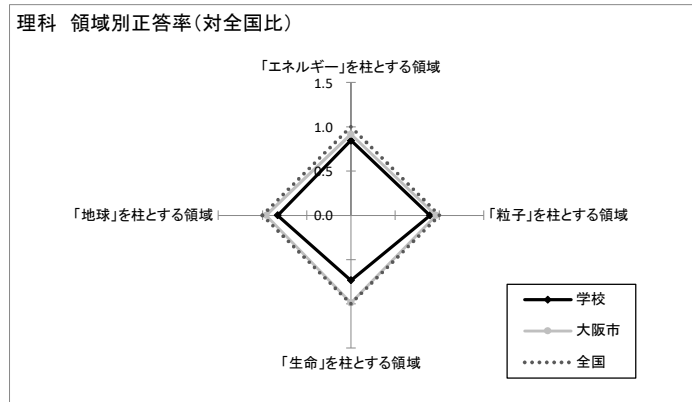 理科 領域別正答率(対全国比)
「エネルギー」を柱とする領域
1.5
1.0
0.5
0.0
「地球」を柱とする領域
「粒子」を柱とする領域
「生命」を柱とする領域
学校
大阪市
全国